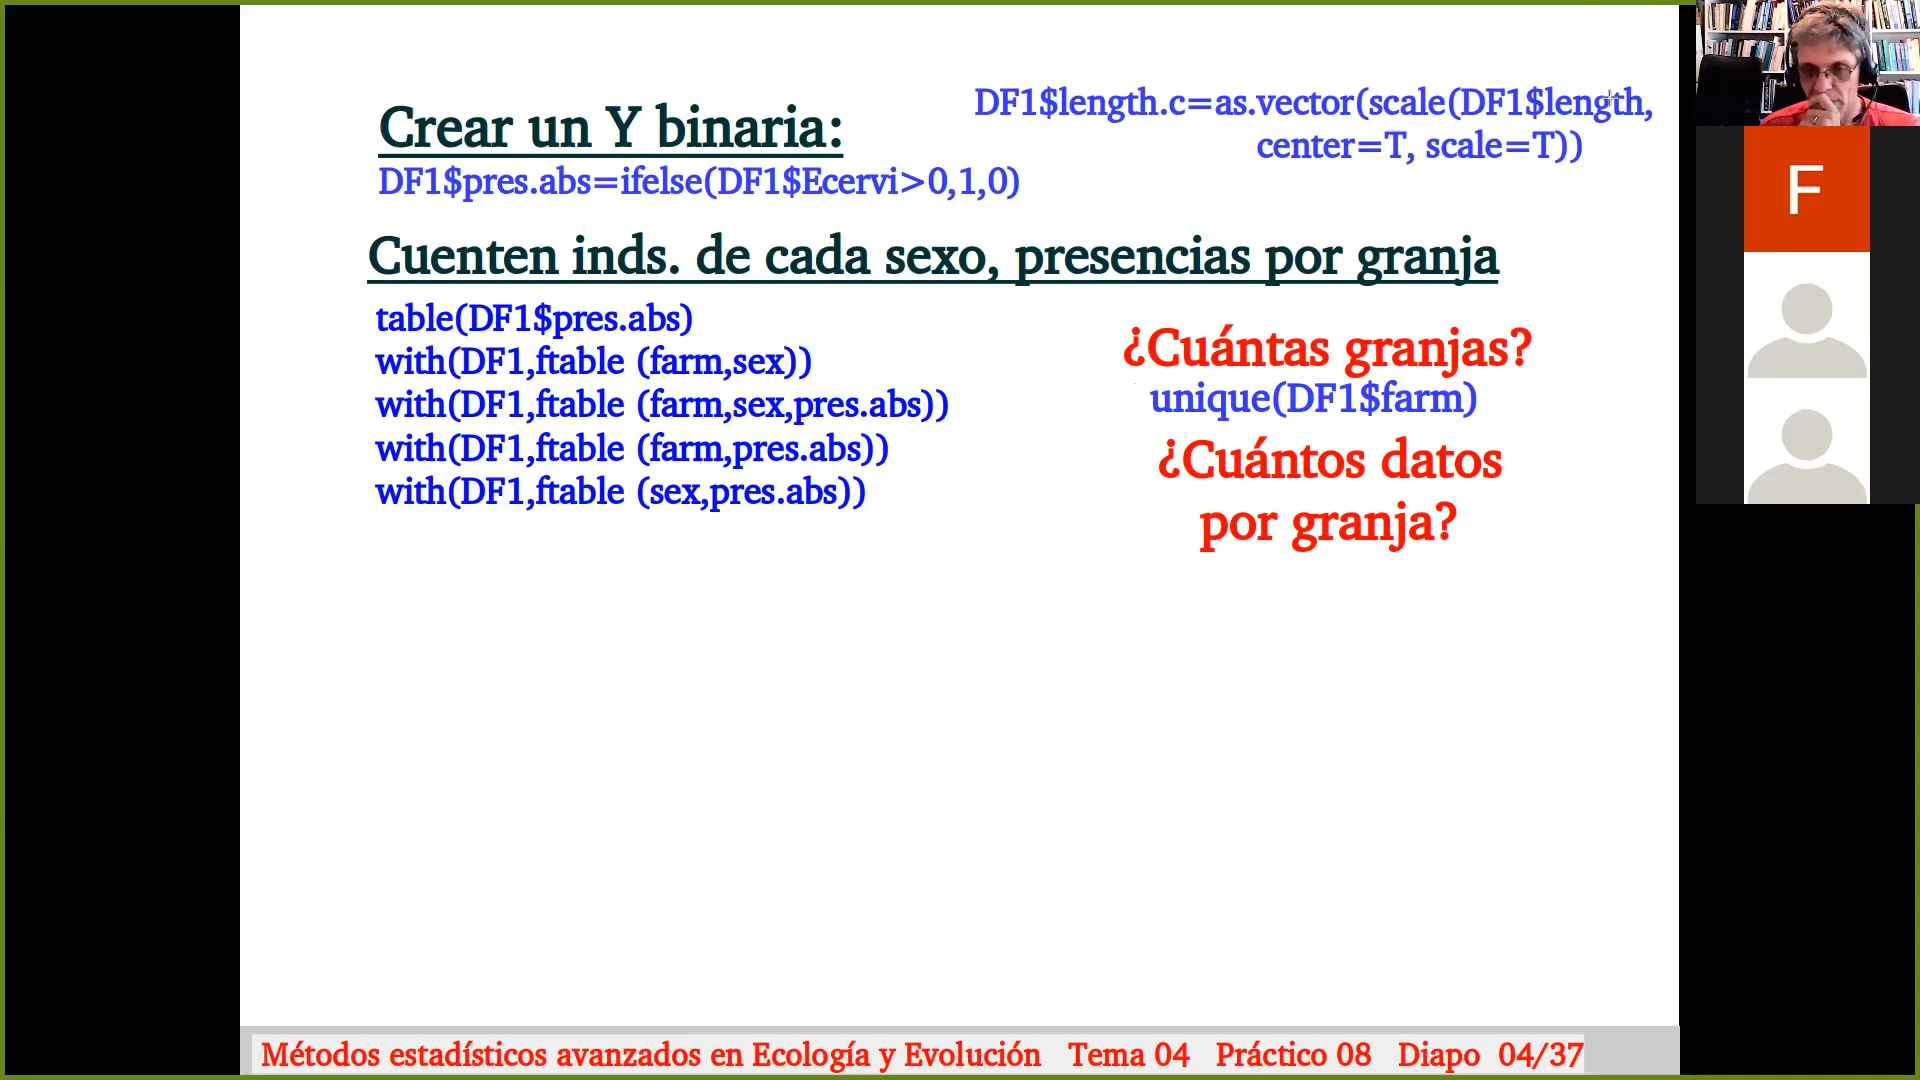 Crear un Y binaria:
DF1$pres.abs=ifelse(DF1$Ecervi>0,1,0)
DF1$length.c=as.vector(scale(DF1$length,
center=T, scale=T))
Cuenten inds. de cada sexo, presencias por granja
table(DF1$pres.abs)
with(DF1,ftable (farm,sex))
with(DF1,ftable (farm,sex,pres.abs))
with(DF1,ftable (farm,pres.abs))
with(DF1,ftable (sex,pres.abs))
¿Cuántas granjas?
unique(DF1$farm)
¿Cuántos datos
por granja?
Métodos estadísticos avanzados en Ecología y Evolución Tema 04 Práctico 08 Diapo 04/37
F